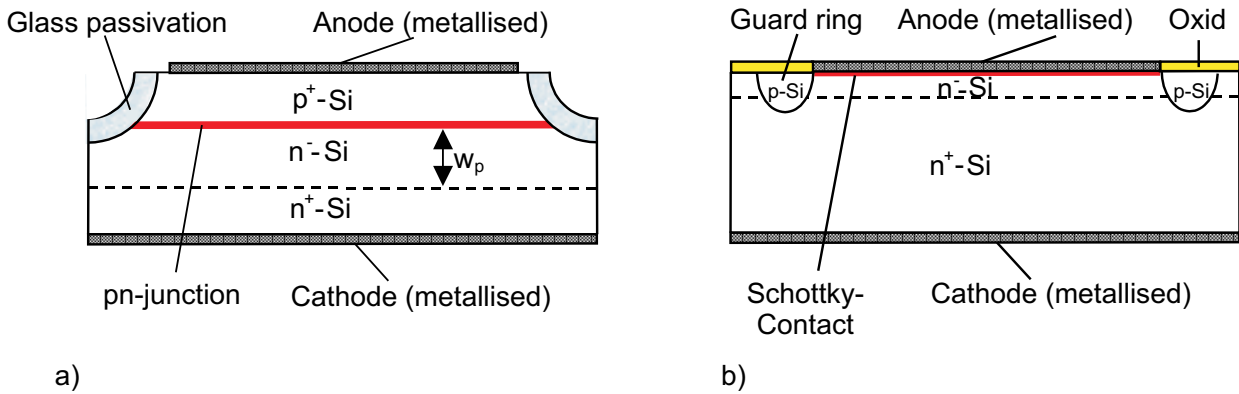 Glass passivation
Anode (metallised)
p⁺-Si
n⁻-Si
wₚ
n⁺-Si
pn-junction
Cathode (metallised)
a)
Guard ring
Anode (metallised)
Oxid
p-Si
n⁻-Si
p-Si
n⁺-Si
Schottky-
Contact
Cathode (metallised)
b)